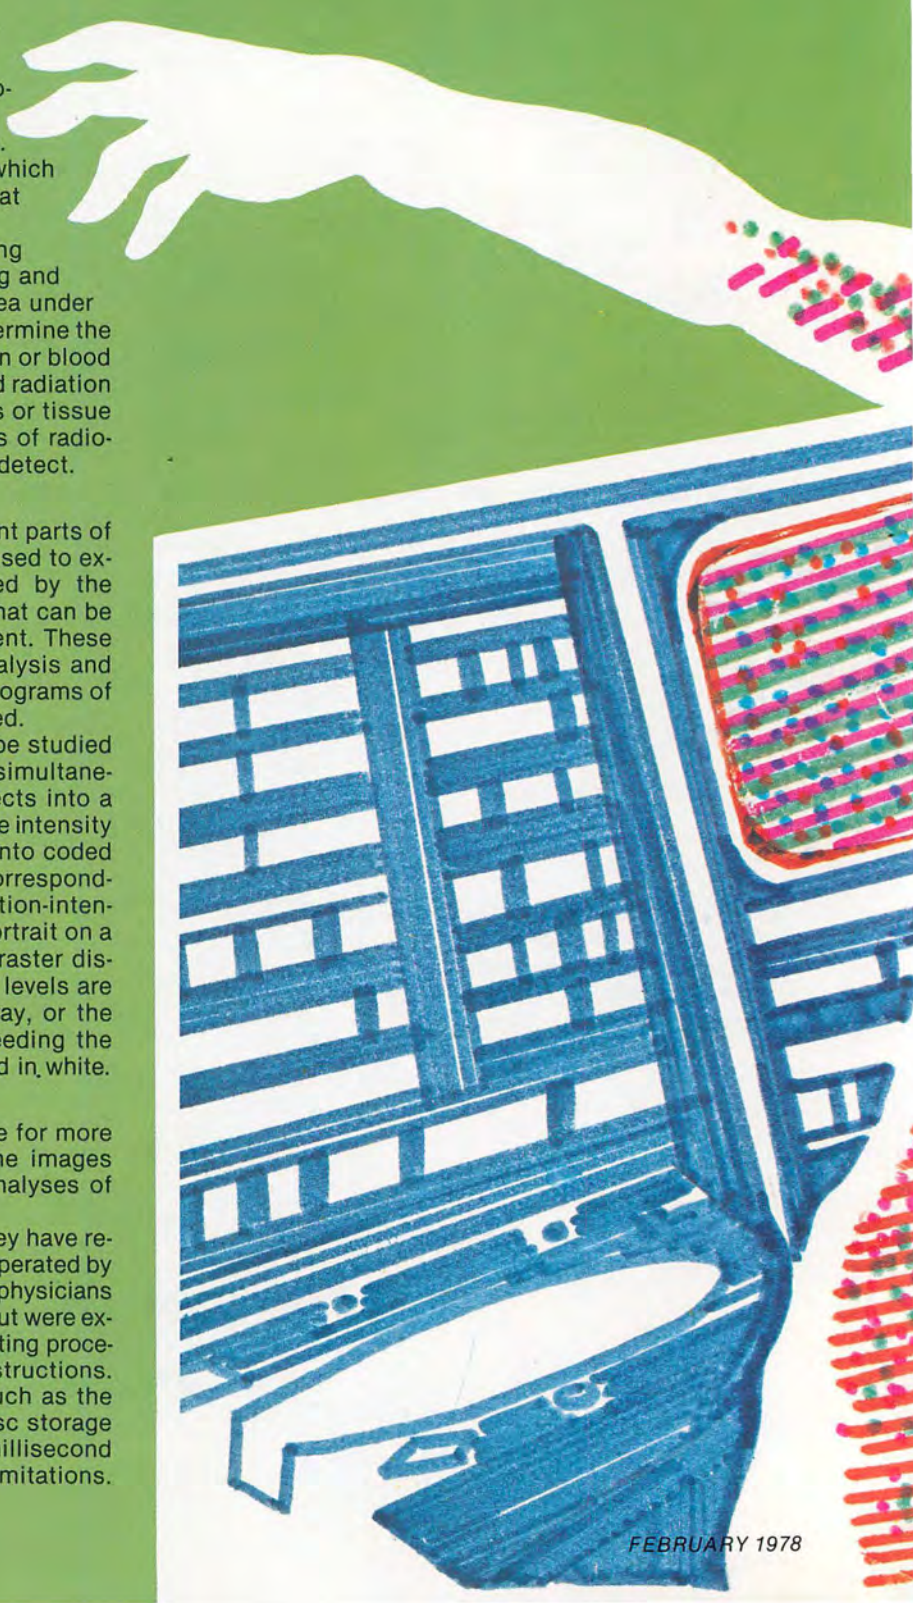 o-
.
which
at
ng
g and
ea under
ermine the
n or blood
d radiation
s or tissue
s of radio-
detect.
nt parts of
sed to ex-
ed by the
hat can be
ent. These
alysis and
ograms of
ed.
be studied
simultane-
ects into a
e intensity
nto coded
orrespond-
tion-inten-
ortrait on a
raster dis-
levels are
ay, or the
eeding the
d in white.
e for more
he images
nalyses of
ey have re-
perated by
physicians
ut were ex-
ting proce-
structions.
uch as the
sc storage
illisecond
mitations.
FEBRUARY 1978